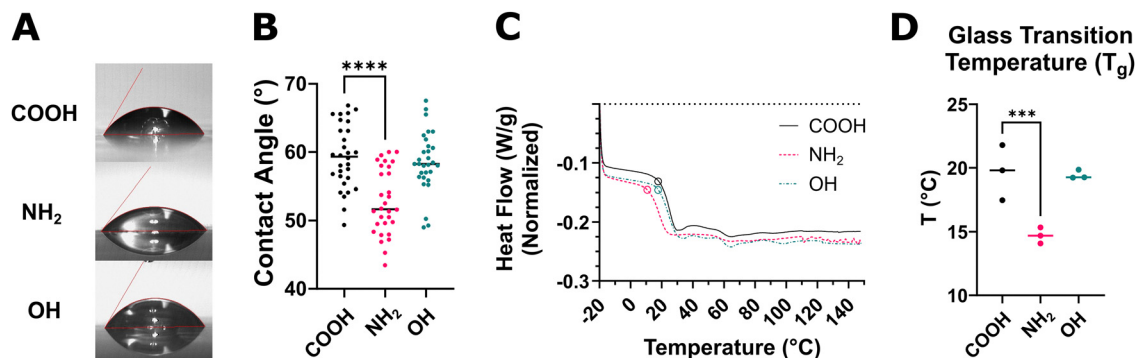 A
COOH
NH₂
OH
B
****
Contact Angle (°)
70
60
50
40
COOH
NH₂
OH
C
Heat Flow (W/g)
(Normalized)
-0.1
-0.2
-0.3
COOH
NH₂
OH
-20
0
20
40
60
80
100
120
140
Temperature (°C)
D
Glass Transition
Temperature (Tg)
***
T (°C)
25
20
15
10
COOH
NH₂
OH